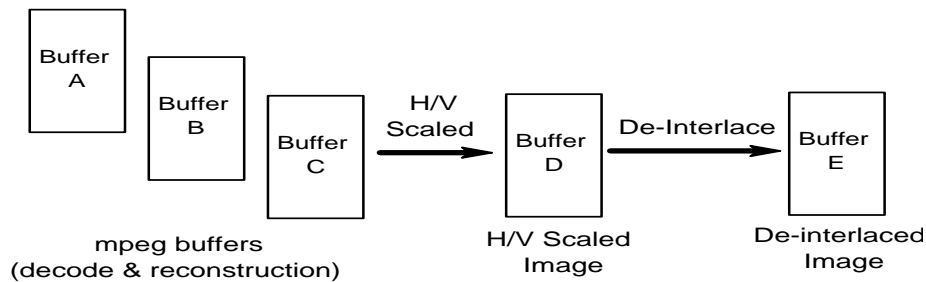 Buffer
A
Buffer
B
Buffer
C
H/V
Scaled
Buffer
D
De-Interlace
Buffer
E
mpeg buffers
(decode & reconstruction)
H/V Scaled
Image
De-interlaced
Image